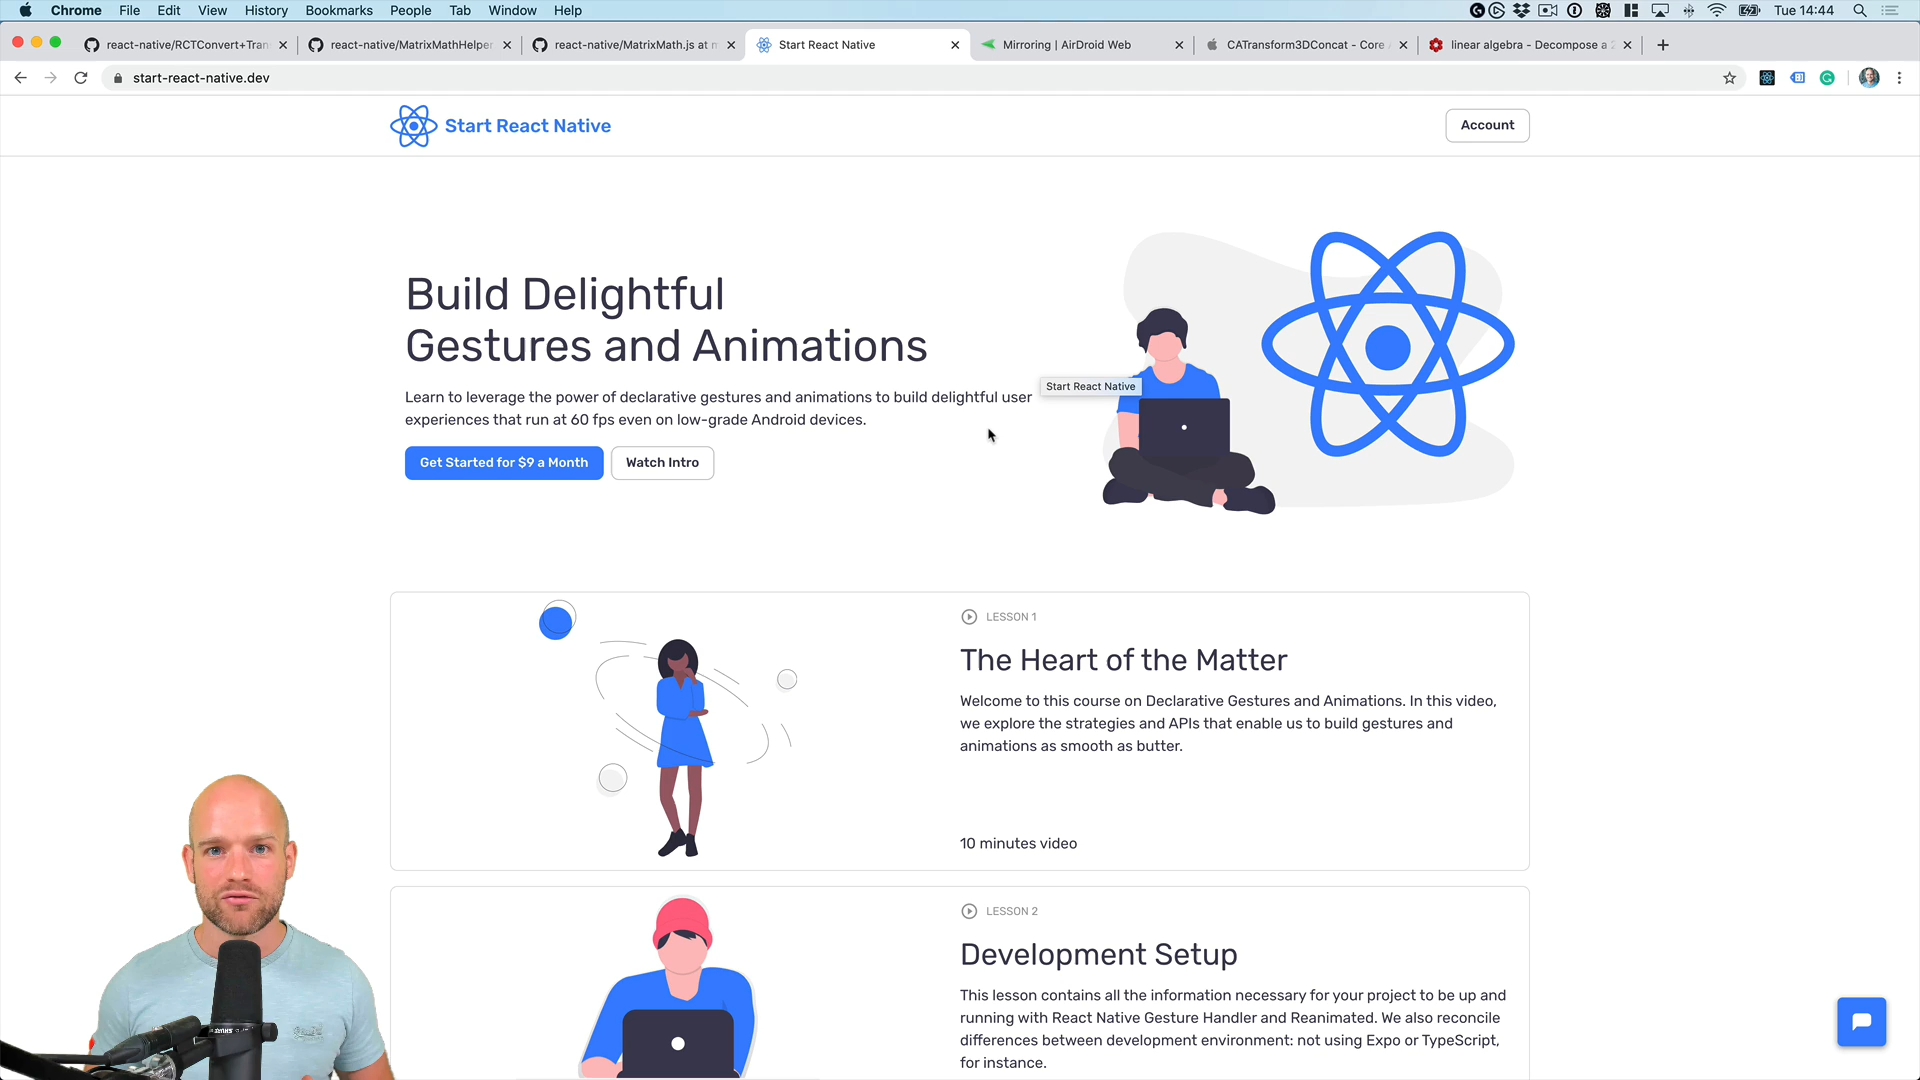 Chrome File Edit View History Bookmarks People Tab Window Help Tue 14:44
react-native/RCTConvert+Tran react-native/MatrixMathHelper react-native/MatrixMath.js at m Start React Native Mirroring | AirDroid Web CATransform3DConcat - Core linear algebra - Decompose a 2
start-react-native.dev
Start React Native Account
Build Delightful
Gestures and Animations
Learn to leverage the power of declarative gestures and animations to build delightful user
experiences that run at 60 fps even on low-grade Android devices.
Start React Native
Get Started for $9 a Month Watch Intro
LESSON 1
The Heart of the Matter
Welcome to this course on Declarative Gestures and Animations. In this video,
we explore the strategies and APIs that enable us to build gestures and
animations as smooth as butter.
10 minutes video
LESSON 2
Development Setup
This lesson contains all the information necessary for your project to be up and
running with React Native Gesture Handler and Reanimated. We also reconcile
differences between development environment: not using Expo or TypeScript,
for instance.